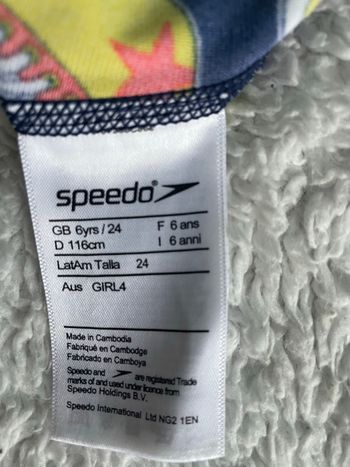 speedo
GB 6yrs / 24 F 6 ans
D 116cm I 6 anni
LatAm Talla 24
Aus GIRL4
Made in Cambodia
Fabriqué en Cambodge
Fabricado en Camboya
Speedo and are registered Trade
marks of and used under licence from
Speedo Holdings B.V.
Speedo International Ltd NG2 1EN